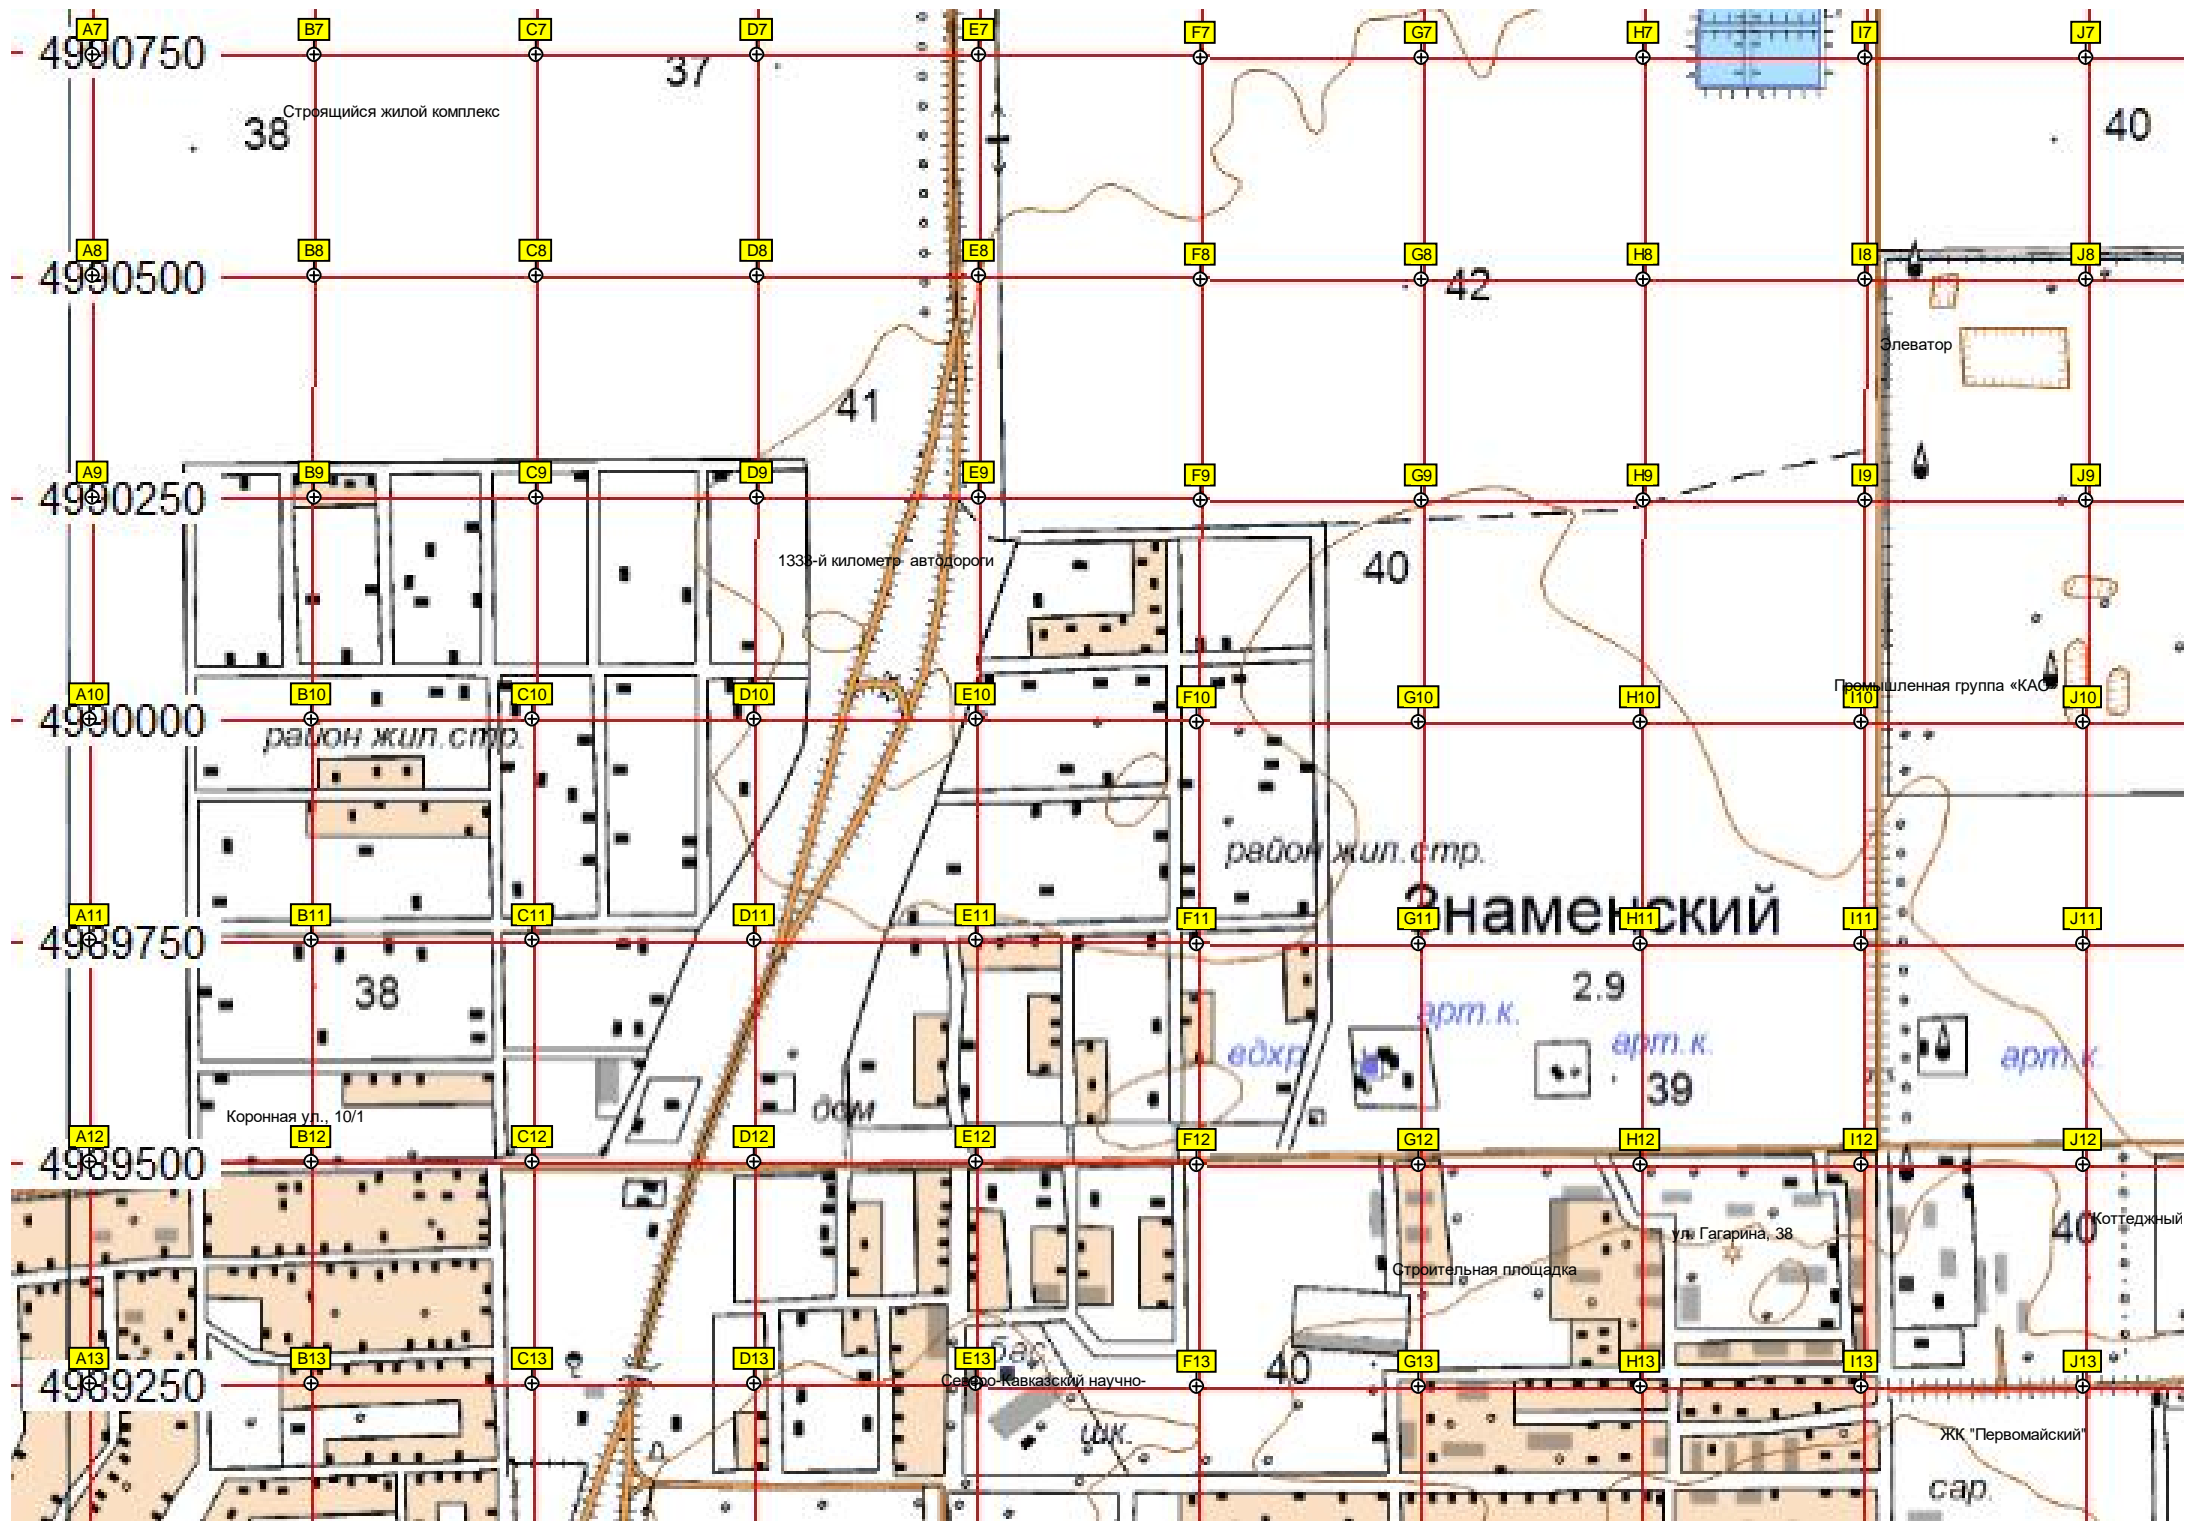 A7 B7 C7 D7 E7 F7 G7 H7 I7 J7
4990750
37
Строящийся жилой комплекс
38
40
A8 B8 C8 D8 E8 F8 G8 H8 I8 J8
4990500
42
Элеватор
41
A9 B9 C9 D9 E9 F9 G9 H9 I9 J9
4990250
1333-й километр автодороги
40
Промышленная группа «КАО»
A10 B10 C10 D10 E10 F10 G10 H10 I10 J10
4990000
район жил.стр.
район жил.стр.
Знаменский
A11 B11 C11 D11 E11 F11 G11 H11 I11 J11
4989750
38
2.9
арт.к.
арт.к.
вдхр
арт.к.
39
дом
Коронная ул., 10/1
A12 B12 C12 D12 E12 F12 G12 H12 I12 J12
4989500
40
Коттеджный
ул. Гагарина, 38
Строительная площадка
бас.
40
A13 B13 C13 D13 E13 F13 G13 H13 I13 J13
4989250
Северо-Кавказский научно-
шк.
ЖК "Первомайский"
сар.